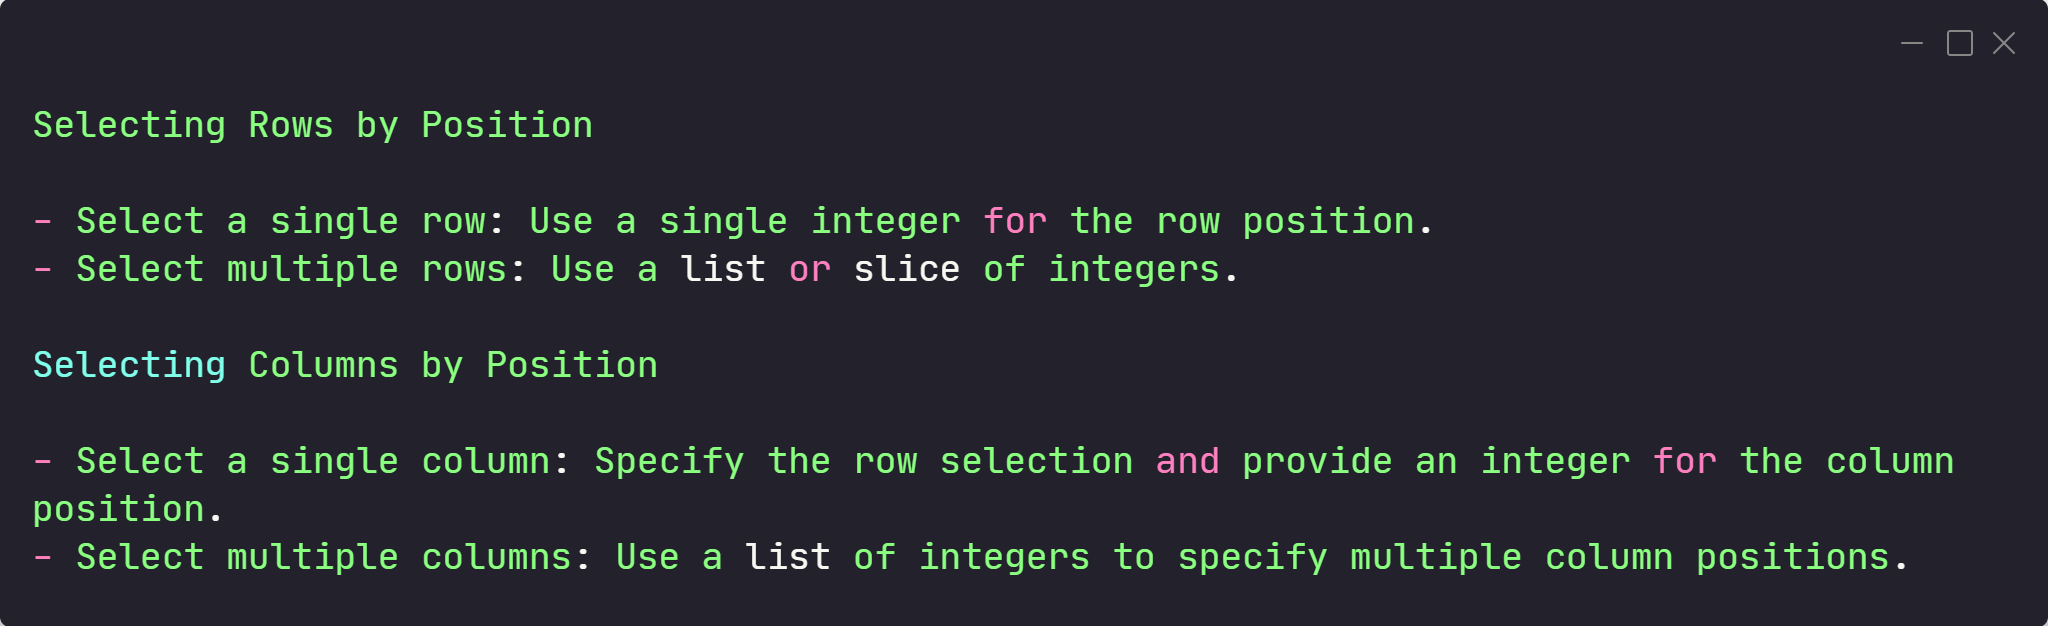 Selecting Rows by Position
- Select a single row: Use a single integer for the row position.
- Select multiple rows: Use a list or slice of integers.
Selecting Columns by Position
- Select a single column: Specify the row selection and provide an integer for the column
position.
- Select multiple columns: Use a list of integers to specify multiple column positions.